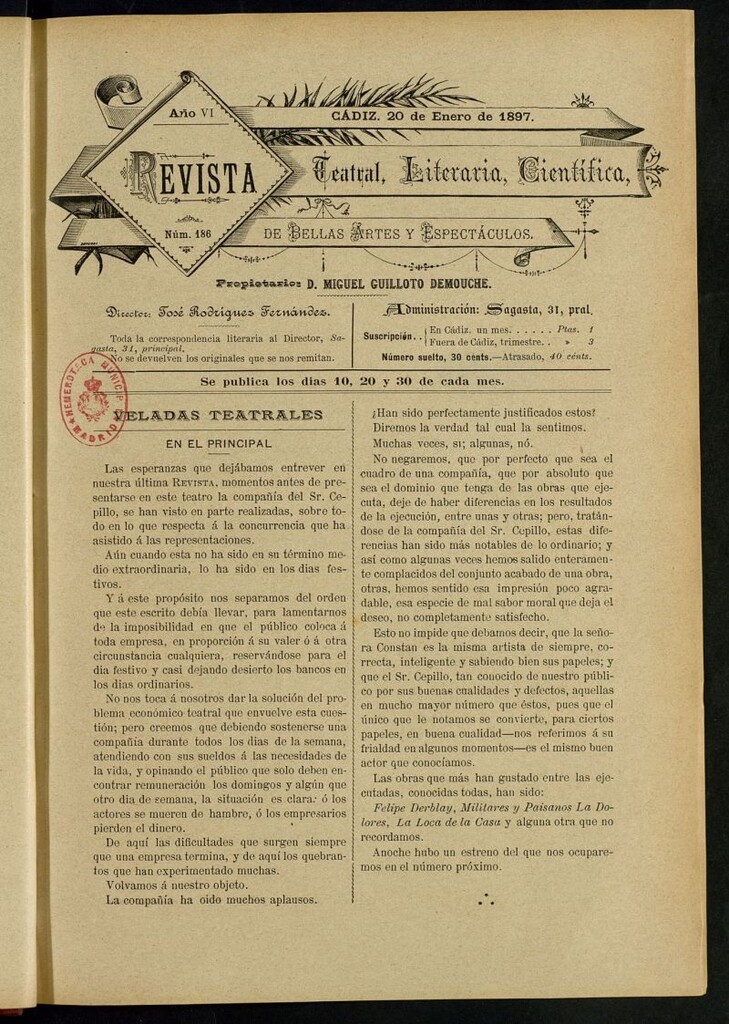 Año VI
CÁDIZ. 20 de Enero de 1897.
REVISTA
Teatral, Literaria, Científica,
Núm. 186
DE BELLAS ARTES Y ESPECTÁCULOS.
Propietario: D. MIGUEL GUILLOTO DEMOUCHE.
Director: José Rodríguez Fernández.
Toda la correspondencia literaria al Director, Sa-
gasta, 31, principal.
No se devuelven los originales que se nos remitan.
Administración: Sagasta, 31, pral.
Suscripción.. { En Cádiz. un mes. . . . . . Ptas. 1
Fuera de Cádiz, trimestre. . » 3
Número suelto, 30 cents.—Atrasado, 40 cénts.
Se publica los dias 10, 20 y 30 de cada mes.
HEMEROTECA MUNICIPAL
MADRID
VELADAS TEATRALES
EN EL PRINCIPAL
Las esperanzas que dejábamos entrever en
nuestra última REVISTA, momentos antes de pre-
sentarse en este teatro la compañía del Sr. Ce-
pillo, se han visto en parte realizadas, sobre to-
do en lo que respecta á la concurrencia que ha
asistido á las representaciones.
Aún cuando esta no ha sido en su término me-
dio extraordinaria, lo ha sido en los dias fes-
tivos.
Y á este propósito nos separamos del orden
que este escrito debía llevar, para lamentarnos
de la imposibilidad en que el público coloca á
toda empresa, en proporción á su valer ó á otra
circunstancia cualquiera, reservándose para el
dia festivo y casi dejando desierto los bancos en
los dias ordinarios.
No nos toca á nosotros dar la solución del pro-
blema económico teatral que envuelve esta cues-
tión; pero creemos que debiendo sostenerse una
compañía durante todos los dias de la semana,
atendiendo con sus sueldos á las necesidades de
la vida, y opinando el público que solo deben en-
contrar remuneración los domingos y algún que
otro dia de semana, la situación es clara: ó los
actores se mueren de hambre, ó los empresarios
pierden el dinero.
De aquí las dificultades que surgen siempre
que una empresa termina, y de aquí los quebran-
tos que han experimentado muchas.
Volvamos á nuestro objeto.
La compañía ha oido muchos aplausos.
¿Han sido perfectamente justificados estos?
Diremos la verdad tal cual la sentimos.
Muchas veces, sı; algunas, nó.
No negaremos, que por perfecto que sea el
cuadro de una compañía, que por absoluto que
sea el dominio que tenga de las obras que eje-
cuta, deje de haber diferencias en los resultados
de la ejecución, entre unas y otras; pero, tratán-
dose de la compañía del Sr. Cepillo, estas dife-
rencias han sido más notables de lo ordinario; y
así como algunas veces hemos salido enteramen-
te complacidos del conjunto acabado de una obra,
otras, hemos sentido esa impresión poco agra-
dable, esa especie de mal sabor moral que deja el
deseo, no completamente satisfecho.
Esto no impide que debamos decir, que la seño-
ra Constan es la misma artista de siempre, co-
rrecta, inteligente y sabiendo bien sus papeles; y
que el Sr. Cepillo, tan conocido de nuestro públi-
co por sus buenas cualidades y defectos, aquellas
en mucho mayor número que éstos, pues que el
único que le notamos se convierte, para ciertos
papeles, en buena cualidad—nos referimos á su
frialdad en algunos momentos—es el mismo buen
actor que conocíamos.
Las obras que más han gustado entre las eje-
cutadas, conocidas todas, han sido:
Felipe Derblay, Militares y Paisanos La Do-
lores, La Loca de la Casa y alguna otra que no
recordamos.
Anoche hubo un estreno del que nos ocupare-
mos en el número próximo.